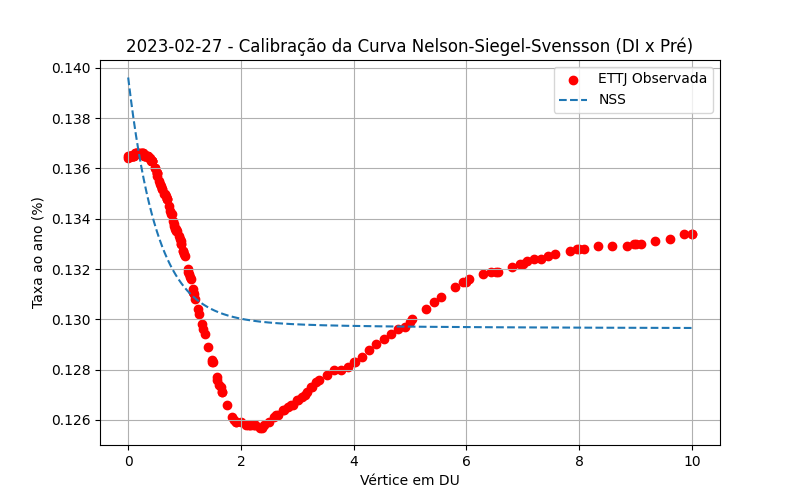 2023-02-27 - Calibração da Curva Nelson-Siegel-Svensson (DI x Pré)
ETTJ Observada
NSS
Taxa ao ano (%)
0.140
0.138
0.136
0.134
0.132
0.130
0.128
0.126
0
2
4
6
8
10
Vértice em DU